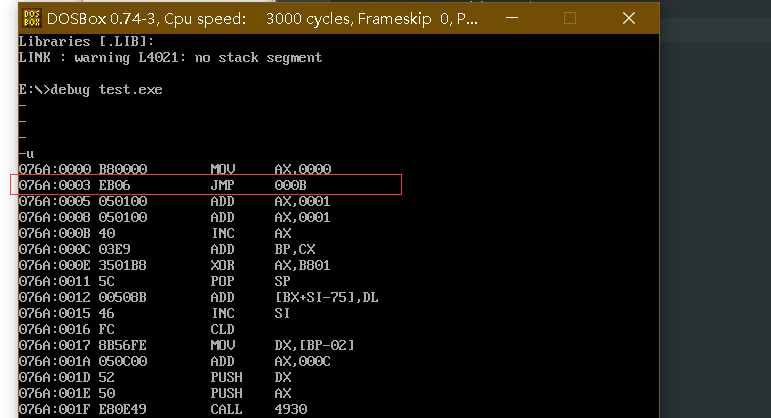 DOS BOX DOSBox 0.74-3, Cpu speed: 3000 cycles, Frameskip 0, P...
Libraries [.LIB]:
LINK : warning L4021: no stack segment
E:\>debug test.exe
-
-
-
-u
076A:0000 B80000 MOV AX,0000
076A:0003 EB06 JMP 000B
076A:0005 050100 ADD AX,0001
076A:0008 050100 ADD AX,0001
076A:000B 40 INC AX
076A:000C 03E9 ADD BP,CX
076A:000E 3501B8 XOR AX,B801
076A:0011 5C POP SP
076A:0012 00508B ADD [BX+SI-75],DL
076A:0015 46 INC SI
076A:0016 FC CLD
076A:0017 8B56FE MOV DX,[BP-02]
076A:001A 050C00 ADD AX,000C
076A:001D 52 PUSH DX
076A:001E 50 PUSH AX
076A:001F E80E49 CALL 4930